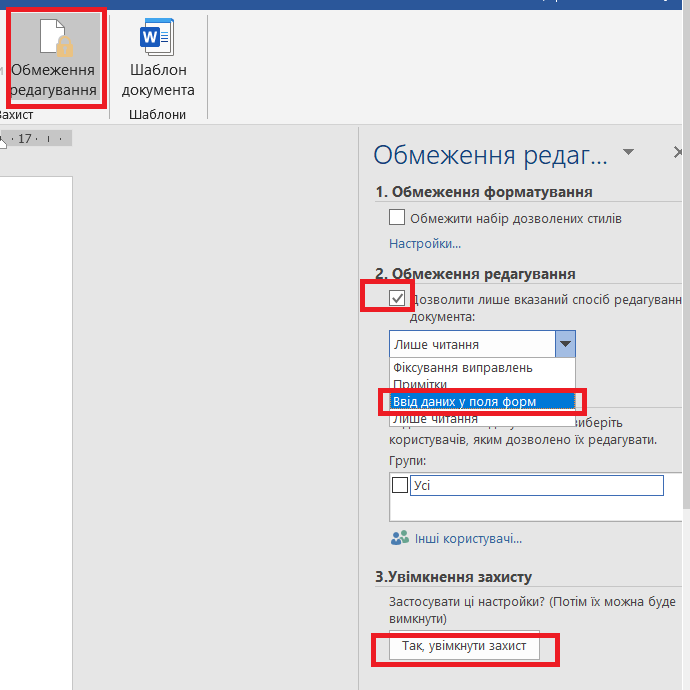 Обмеження
редагування
Шаблон
документа
Захист
Шаблони
17
Обмеження редаг...
1. Обмеження форматування
Обмежити набір дозволених стилів
Настройки...
2. Обмеження редагування
Дозволити лише вказаний спосіб редагуванн
документа:
Лише читання
Фіксування виправлень
Примітки
Ввід даних у поля форм
Лише читання
виберіть
користувачів, яким дозволено їх редагувати.
Групи:
Усі
Інші користувачі...
3.Увімкнення захисту
Застосувати ці настройки? (Потім їх можна буде
вимкнути)
Так, увімкнути захист